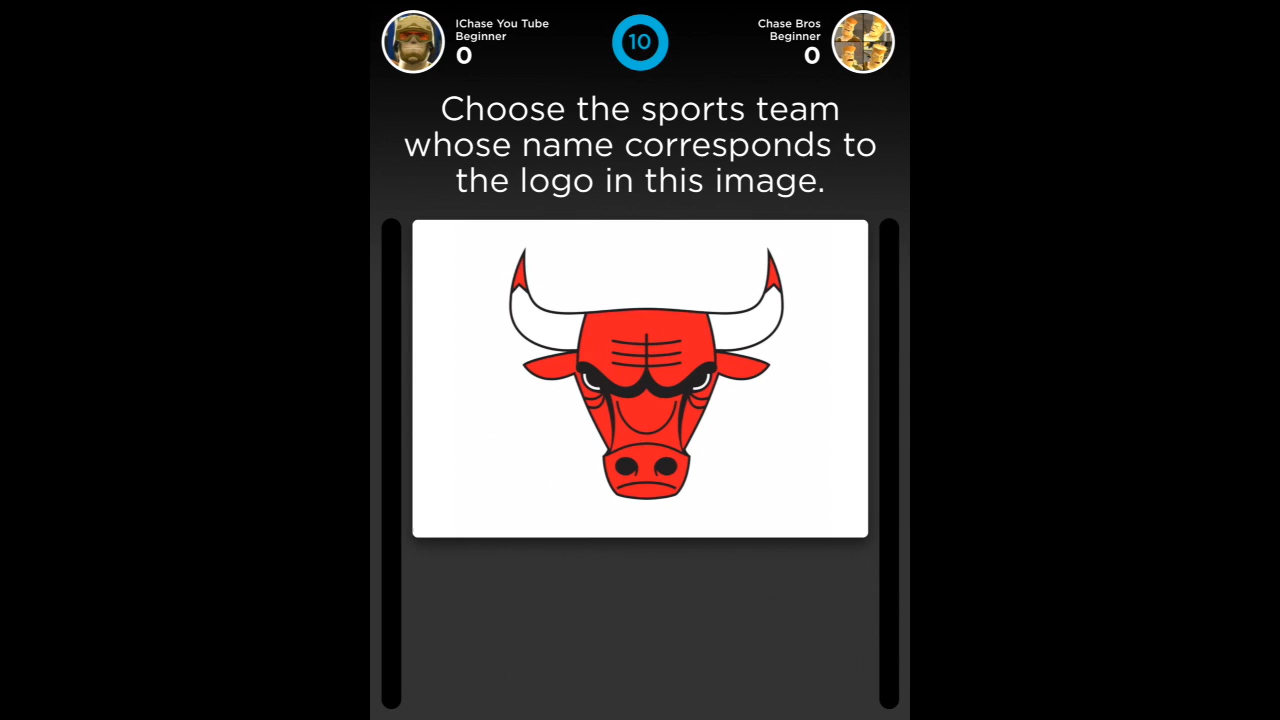 IChase You Tube
Beginner
0
10
Chase Bros
Beginner
0
Choose the sports team
whose name corresponds to
the logo in this image.